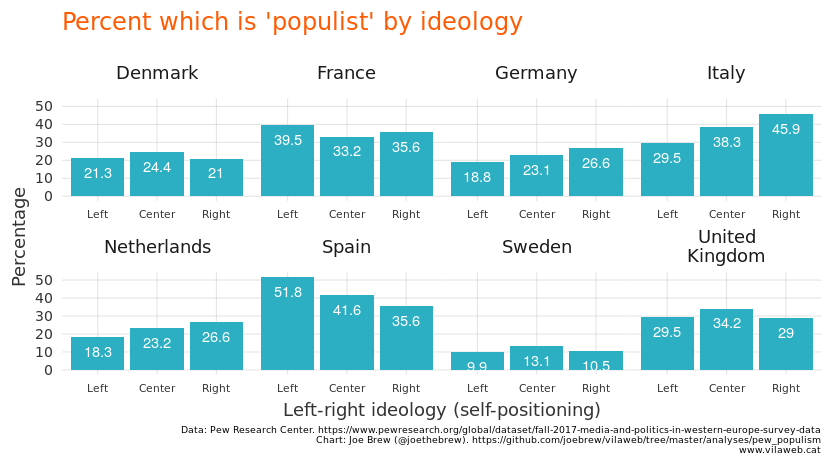 Percent which is 'populist' by ideology
Denmark
France
Germany
Italy
Percentage
50
40
30
20
10
0
21.3
24.4
21
39.5
33.2
35.6
18.8
23.1
26.6
29.5
38.3
45.9
Left Center Right
Left Center Right
Left Center Right
Left Center Right
Netherlands
Spain
Sweden
United
Kingdom
50
40
30
20
10
0
18.3
23.2
26.6
51.8
41.6
35.6
9.9
13.1
10.5
29.5
34.2
29
Left Center Right
Left Center Right
Left Center Right
Left Center Right
Left-right ideology (self-positioning)
Data: Pew Research Center. https://www.pewresearch.org/global/dataset/fall-2017-media-and-politics-in-western-europe-survey-data
Chart: Joe Brew (@joethebrew). https://github.com/joebrew/vilaweb/tree/master/analyses/pew_populism
www.vilaweb.cat